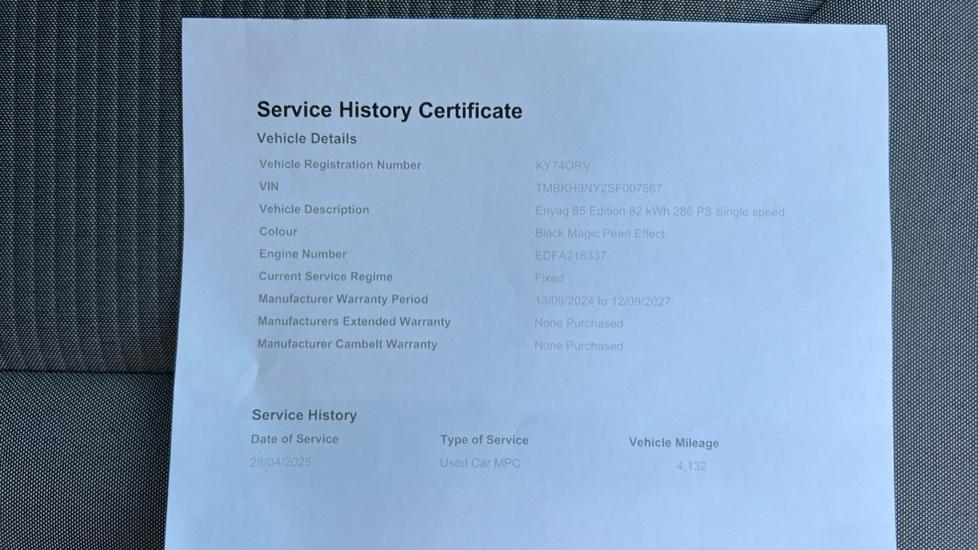 Service History Certificate
Vehicle Details
Vehicle Registration Number KY74ORV
VIN TMBKH9NY2SF007567
Vehicle Description Enyaq 85 Edition 82 kWh 286 PS Single speed
Colour Black Magic Pearl Effect
Engine Number EDFA218337
Current Service Regime Fixed
Manufacturer Warranty Period 13/09/2024 to 12/09/2027
Manufacturers Extended Warranty None Purchased
Manufacturer Cambelt Warranty None Purchased
Service History
Date of Service Type of Service Vehicle Mileage
28/04/2025 Used Car MPC 4,132